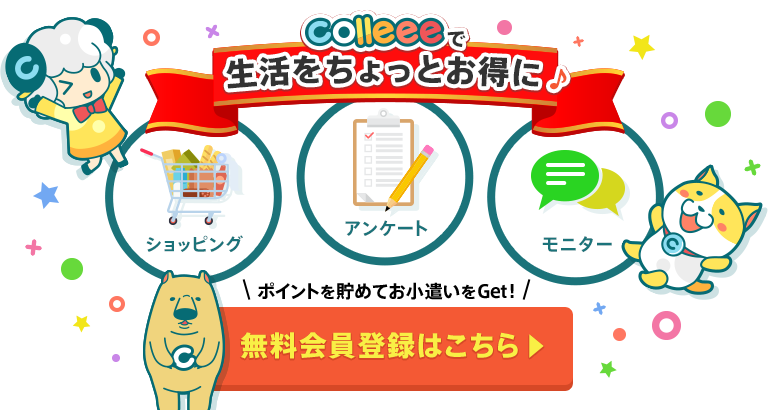 colleeeで
生活をちょっとお得に♪
ショッピング
アンケート
モニター
\ ポイントを貯めてお小遣いをGet! /
無料会員登録はこちら